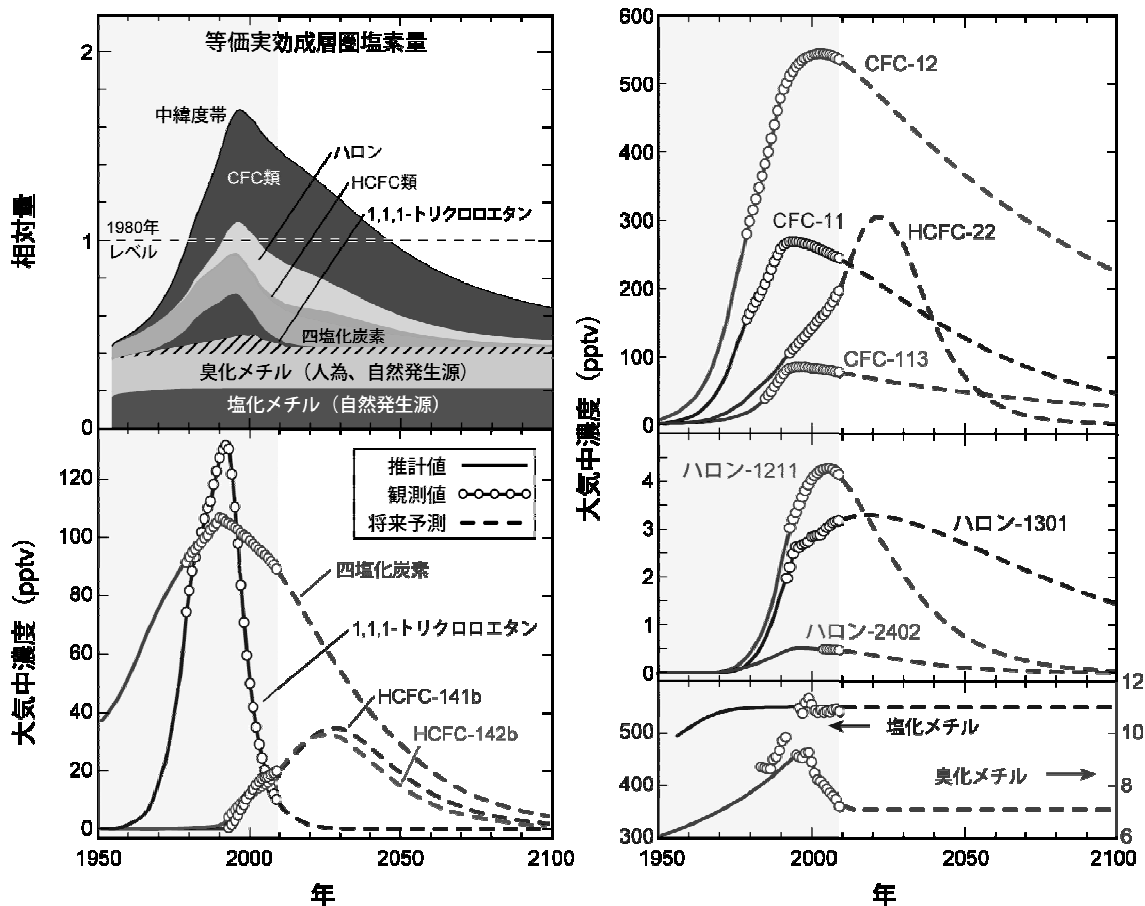 等価実効成層圏塩素量
中緯度帯
ハロン
CFC類
HCFC類
1,1,1-トリクロロエタン
1980年
レベル
四塩化炭素
臭化メチル（人為、自然発生源）
塩化メチル（自然発生源）
相対量
2
1
0
推計値
観測値
将来予測
四塩化炭素
1,1,1-トリクロロエタン
HCFC-141b
HCFC-142b
大気中濃度（pptv）
120
100
80
60
40
20
0
1950
2000
2050
2100
年
600
500
400
300
200
100
0
CFC-12
CFC-11
HCFC-22
CFC-113
大気中濃度（pptv）
4
3
2
1
0
ハロン-1211
ハロン-1301
ハロン-2402
500
400
300
12
10
8
6
塩化メチル
臭化メチル
1950
2000
2050
2100
年